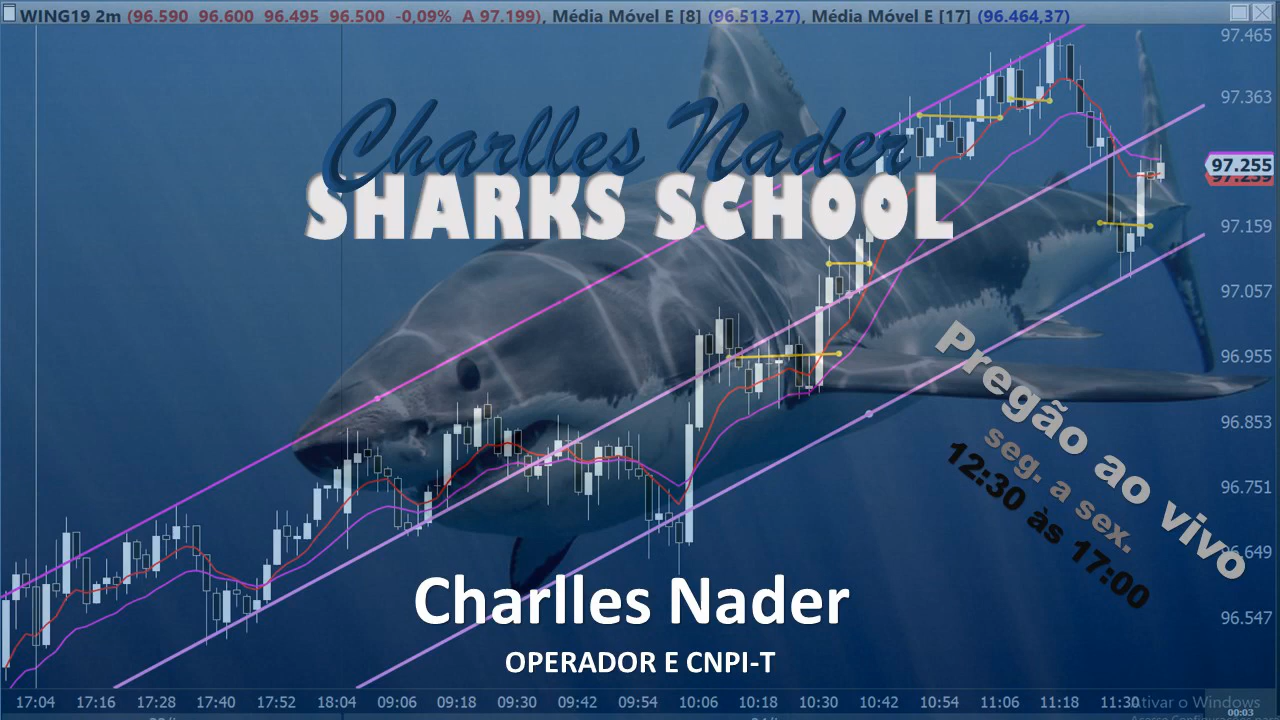 WING19 2m (96.590 96.600 96.495 96.500 -0,09% A 97.199), Média Móvel E [8] (96.513,27), Média Móvel E [17] (96.464,37)
97.465
Charlles Nader
SHARKS SCHOOL
97.363
97.255
97.159
97.057
96.955
Pregão ao vivo
seg. a sex.
12:30 às 17:00
96.853
96.751
96.649
96.547
Charlles Nader
OPERADOR E CNPI-T
17:04 17:16 17:28 17:40 17:52 18:04 09:06 09:18 09:30 09:42 09:54 10:06 10:18 10:30 10:42 10:54 11:06 11:18 11:30
Ativar o Windows
00:03